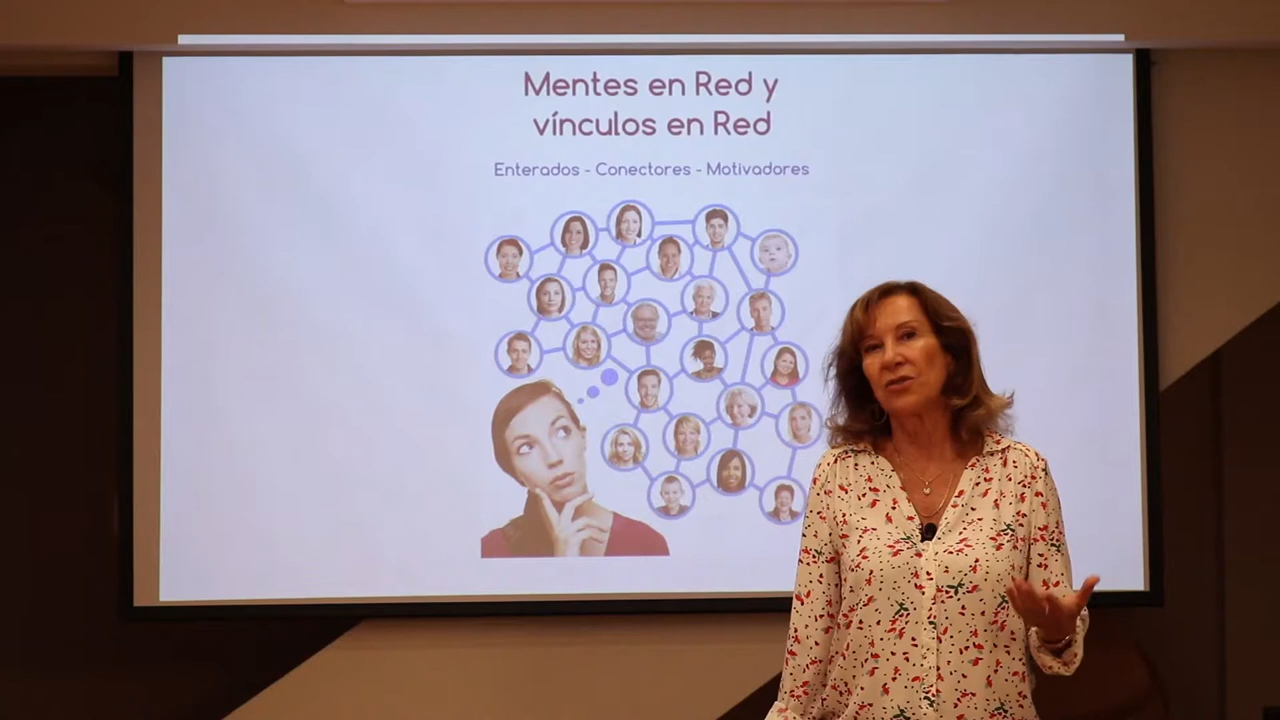 Mentes en Red y
vínculos en Red
Enterados - Conectores - Motivadores